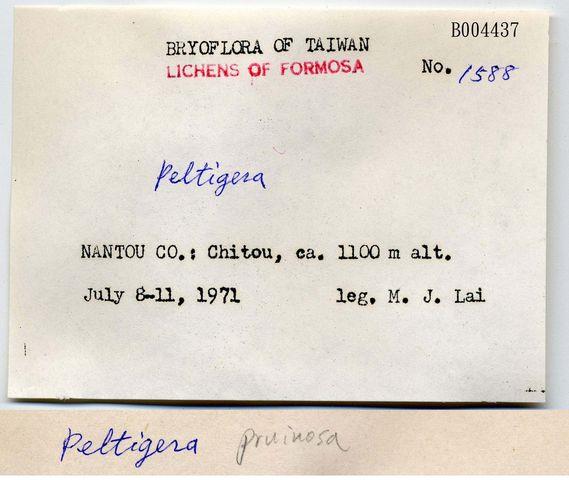 B004437
BRYOFLORA OF TAIWAN
LICHENS OF FORMOSA
No. 1588
Peltigera
NANTOU CO.: Chitou, ca. 1100 m alt.
July 8-11, 1971 leg. M. J. Lai
Peltigera pruinosa